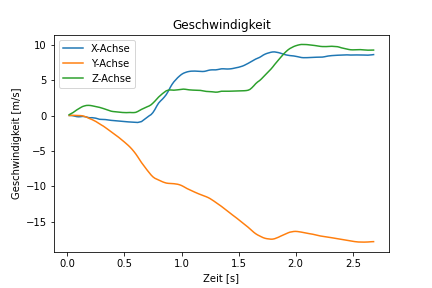 Geschwindigkeit
X-Achse
Y-Achse
Z-Achse
Geschwindigkeit [m/s]
10
5
0
−5
−10
−15
0.0 0.5 1.0 1.5 2.0 2.5
Zeit [s]